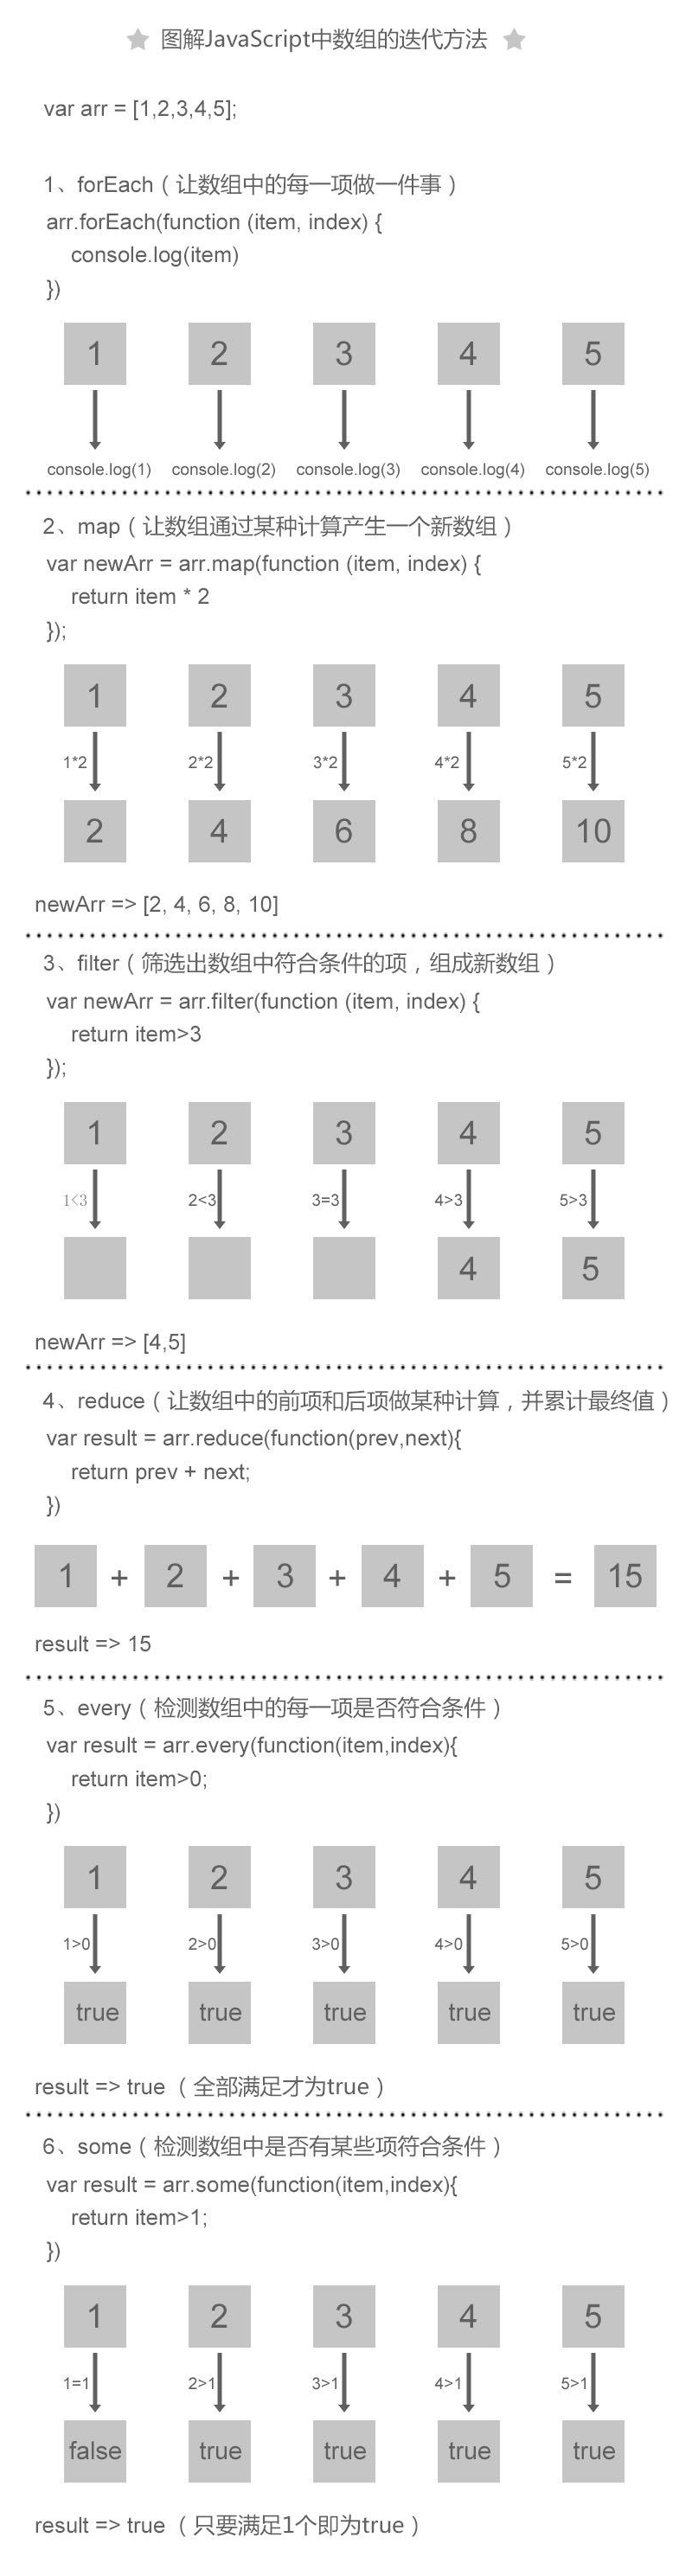 图解JavaScript中数组的迭代方法
var arr = [1,2,3,4,5];
1、forEach（让数组中的每一项做一件事）
arr.forEach(function (item, index) {
console.log(item)
})
1 2 3 4 5
console.log(1) console.log(2) console.log(3) console.log(4) console.log(5)
2、map（让数组通过某种计算产生一个新数组）
var newArr = arr.map(function (item, index) {
return item * 2
});
1 2 3 4 5
1*2 2*2 3*2 4*2 5*2
2 4 6 8 10
newArr => [2, 4, 6, 8, 10]
3、filter（筛选出数组中符合条件的项，组成新数组）
var newArr = arr.filter(function (item, index) {
return item>3
});
1 2 3 4 5
1<3 2<3 3=3 4>3 5>3
4 5
newArr => [4,5]
4、reduce（让数组中的前项和后项做某种计算，并累计最终值）
var result = arr.reduce(function(prev,next){
return prev + next;
})
1 + 2 + 3 + 4 + 5 = 15
result => 15
5、every（检测数组中的每一项是否符合条件）
var result = arr.every(function(item,index){
return item>0;
})
1 2 3 4 5
1>0 2>0 3>0 4>0 5>0
true true true true true
result => true （全部满足才为true）
6、some（检测数组中是否有某些项符合条件）
var result = arr.some(function(item,index){
return item>1;
})
1 2 3 4 5
1=1 2>1 3>1 4>1 5>1
false true true true true
result => true （只要满足1个即为true）